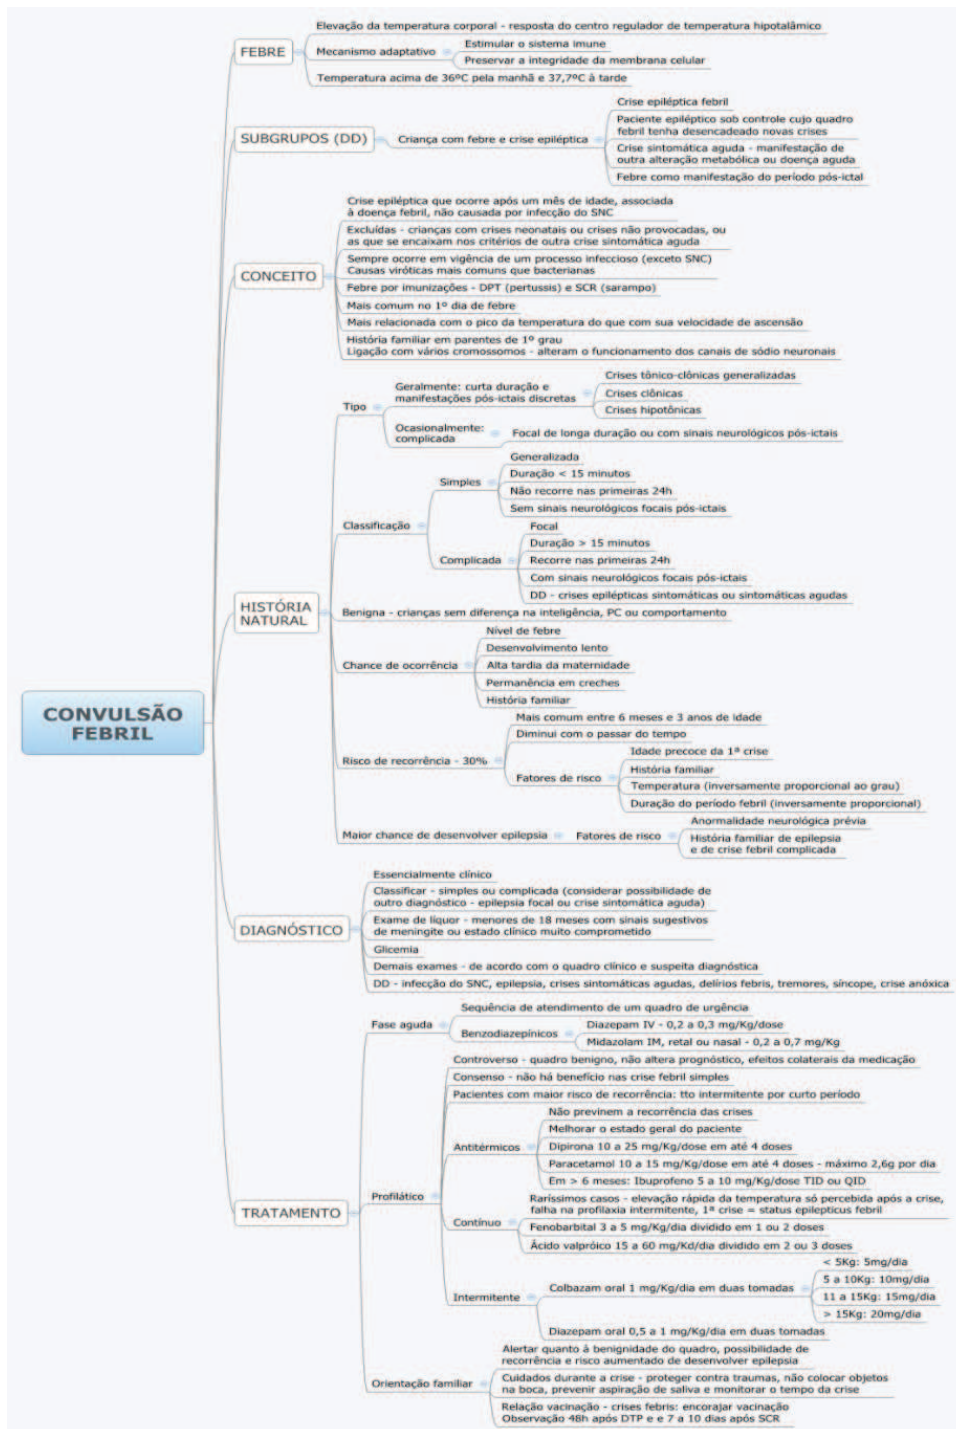 CONVULSÃO
FEBRIL
FEBRE
Elevação da temperatura corporal - resposta do centro regulador de temperatura hipotalâmico
Mecanismo adaptativo
Estimular o sistema imune
Preservar a integridade da membrana celular
Temperatura acima de 36ºC pela manhã e 37,7ºC à tarde
SUBGRUPOS (DD)
Criança com febre e crise epiléptica
Crise epiléptica febril
Paciente epiléptico sob controle cujo quadro
febril tenha desencadeado novas crises
Crise sintomática aguda - manifestação de
outra alteração metabólica ou doença aguda
Febre como manifestação do período pós-ictal
CONCEITO
Crise epiléptica que ocorre após um mês de idade, associada
à doença febril, não causada por infecção do SNC
Excluídas - crianças com crises neonatais ou crises não provocadas, ou
as que se encaixam nos critérios de outra crise sintomática aguda
Sempre ocorre em vigência de um processo infeccioso (exceto SNC)
Causas viróticas mais comuns que bacterianas
Febre por imunizações - DPT (pertussis) e SCR (sarampo)
Mais comum no 1º dia de febre
Mais relacionada com o pico da temperatura do que com sua velocidade de ascensão
História familiar em parentes de 1º grau
Ligação com vários cromossomos - alteram o funcionamento dos canais de sódio neuronais
HISTÓRIA
NATURAL
Tipo
Geralmente: curta duração e
manifestações pós-ictais discretas
Crises tônico-clônicas generalizadas
Crises clônicas
Crises hipotônicas
Ocasionalmente:
complicada
Focal de longa duração ou com sinais neurológicos pós-ictais
Classificação
Simples
Generalizada
Duração < 15 minutos
Não recorre nas primeiras 24h
Sem sinais neurológicos focais pós-ictais
Complicada
Focal
Duração > 15 minutos
Recorre nas primeiras 24h
Com sinais neurológicos focais pós-ictais
DD - crises epilépticas sintomáticas ou sintomáticas agudas
Benigna - crianças sem diferença na inteligência, PC ou comportamento
Chance de ocorrência
Nível de febre
Desenvolvimento lento
Alta tardia da maternidade
Permanência em creches
História familiar
Risco de recorrência - 30%
Mais comum entre 6 meses e 3 anos de idade
Diminui com o passar do tempo
Fatores de risco
Idade precoce da 1ª crise
História familiar
Temperatura (inversamente proporcional ao grau)
Duração do período febril (inversamente proporcional)
Maior chance de desenvolver epilepsia
Fatores de risco
Anormalidade neurológica prévia
História familiar de epilepsia
e de crise febril complicada
DIAGNÓSTICO
Essencialmente clínico
Classificar - simples ou complicada (considerar possibilidade de
outro diagnóstico - epilepsia focal ou crise sintomática aguda)
Exame de líquor - menores de 18 meses com sinais sugestivos
de meningite ou estado clínico muito comprometido
Glicemia
Demais exames - de acordo com o quadro clínico e suspeita diagnóstica
DD - infecção do SNC, epilepsia, crises sintomáticas agudas, delírios febris, tremores, síncope, crise anóxica
TRATAMENTO
Fase aguda
Sequência de atendimento de um quadro de urgência
Benzodiazepínicos
Diazepam IV - 0,2 a 0,3 mg/Kg/dose
Midazolam IM, retal ou nasal - 0,2 a 0,7 mg/Kg
Profilático
Controverso - quadro benigno, não altera prognóstico, efeitos colaterais da medicação
Consenso - não há benefício nas crise febril simples
Pacientes com maior risco de recorrência: tto intermitente por curto período
Antitérmicos
Não previnem a recorrência das crises
Melhorar o estado geral do paciente
Dipirona 10 a 25 mg/Kg/dose em até 4 doses
Paracetamol 10 a 15 mg/Kg/dose em até 4 doses - máximo 2,6g por dia
Em > 6 meses: Ibuprofeno 5 a 10 mg/Kg/dose TID ou QID
Contínuo
Raríssimos casos - elevação rápida da temperatura só percebida após a crise,
falha na profilaxia intermitente, 1ª crise = status epilepticus febril
Fenobarbital 3 a 5 mg/Kg/dia dividido em 1 ou 2 doses
Ácido valpróico 15 a 60 mg/Kd/dia dividido em 2 ou 3 doses
Intermitente
Colbazam oral 1 mg/Kg/dia em duas tomadas
< 5Kg: 5mg/dia
5 a 10Kg: 10mg/dia
11 a 15Kg: 15mg/dia
> 15Kg: 20mg/dia
Diazepam oral 0,5 a 1 mg/Kg/dia em duas tomadas
Orientação familiar
Alertar quanto à benignidade do quadro, possibilidade de
recorrência e risco aumentado de desenvolver epilepsia
Cuidados durante a crise - proteger contra traumas, não colocar objetos
na boca, prevenir aspiração de saliva e monitorar o tempo da crise
Relação vacinação - crises febris: encorajar vacinação
Observação 48h após DTP e e 7 a 10 dias após SCR